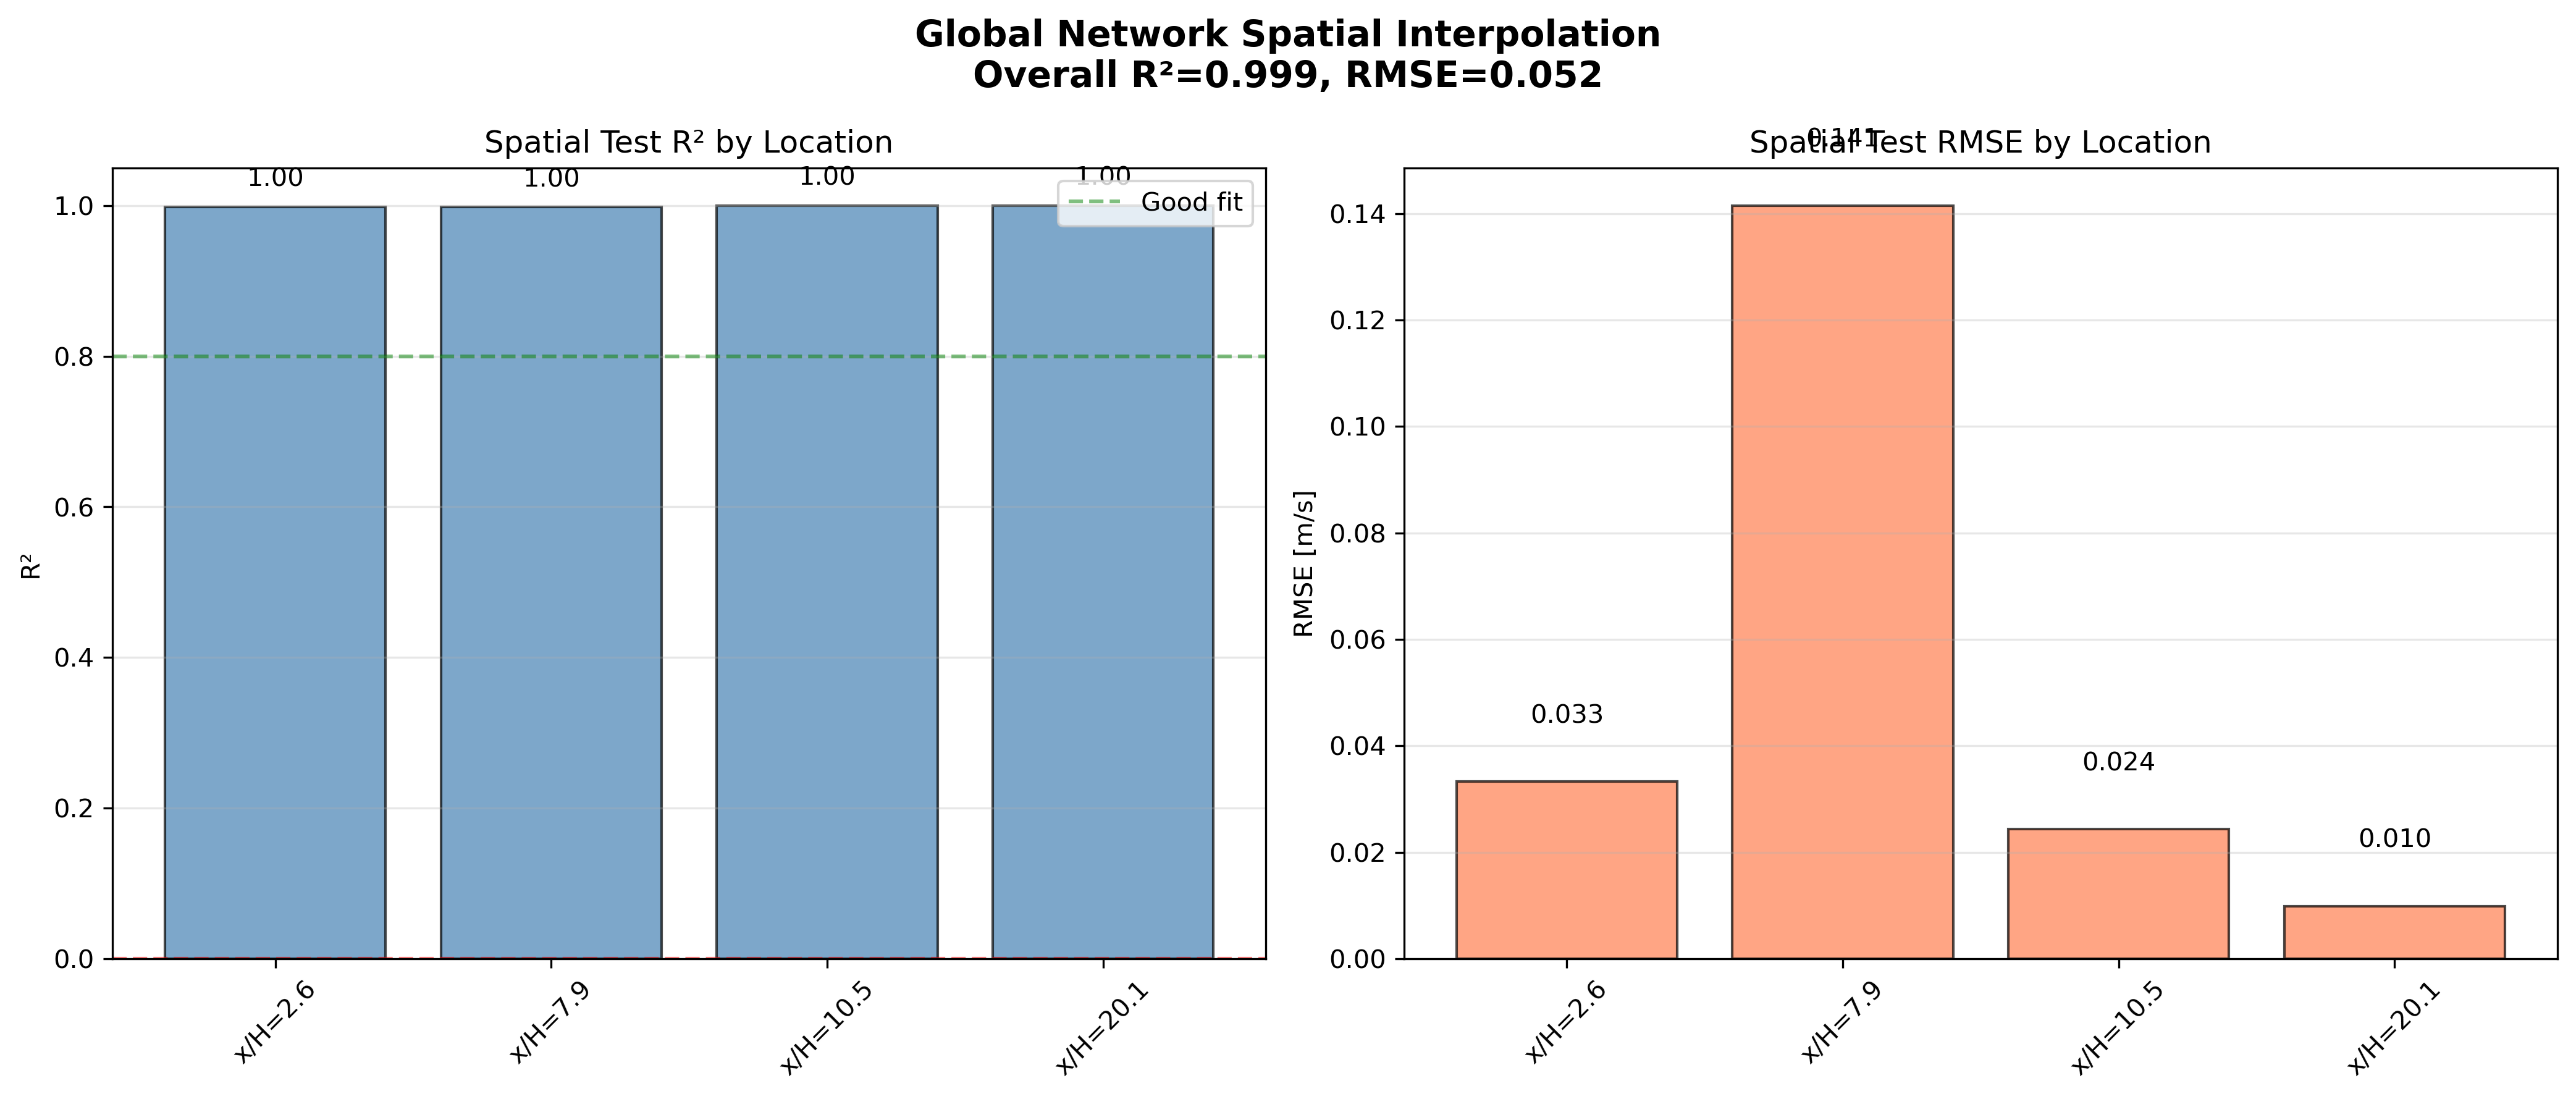 Global Network Spatial Interpolation
Overall R²=0.999, RMSE=0.052
Spatial Test R² by Location
1.00
1.00
1.00
1.00
Good fit
1.0
0.8
0.6
0.4
0.2
0.0
R²
x/H=2.6
x/H=7.9
x/H=10.5
x/H=20.1
Spatial Test RMSE by Location
0.141
0.033
0.024
0.010
0.14
0.12
0.10
0.08
0.06
0.04
0.02
0.00
RMSE [m/s]
x/H=2.6
x/H=7.9
x/H=10.5
x/H=20.1